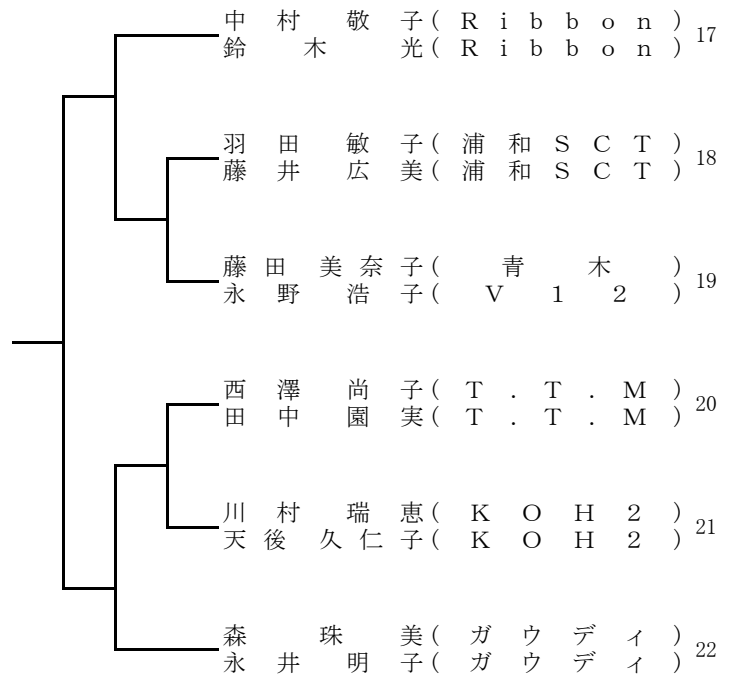 中村 敬子(Ribbon) 17
鈴木 光(Ribbon)
羽田 敏子(浦和SCT) 18
藤井 広美(浦和SCT)
藤田 美奈子(青木) 19
永野 浩子(V12)
西澤 尚子(T.T.M) 20
田中 園実(T.T.M)
川村 瑞恵(KOH2) 21
天後 久仁子(KOH2)
森 珠美(ガウディ) 22
永井 明子(ガウディ)